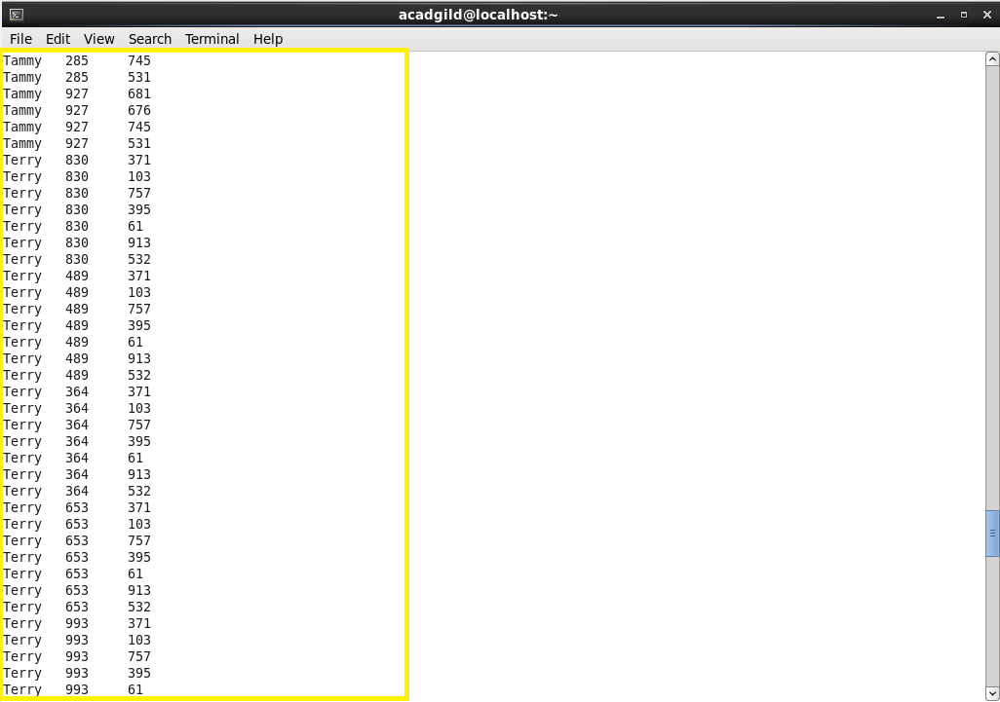 acadgild@localhost:~
File Edit View Search Terminal Help
Tammy 285 745
Tammy 285 531
Tammy 927 681
Tammy 927 676
Tammy 927 745
Tammy 927 531
Terry 830 371
Terry 830 103
Terry 830 757
Terry 830 395
Terry 830 61
Terry 830 913
Terry 830 532
Terry 489 371
Terry 489 103
Terry 489 757
Terry 489 395
Terry 489 61
Terry 489 913
Terry 489 532
Terry 364 371
Terry 364 103
Terry 364 757
Terry 364 395
Terry 364 61
Terry 364 913
Terry 364 532
Terry 653 371
Terry 653 103
Terry 653 757
Terry 653 395
Terry 653 61
Terry 653 913
Terry 653 532
Terry 993 371
Terry 993 103
Terry 993 757
Terry 993 395
Terry 993 61